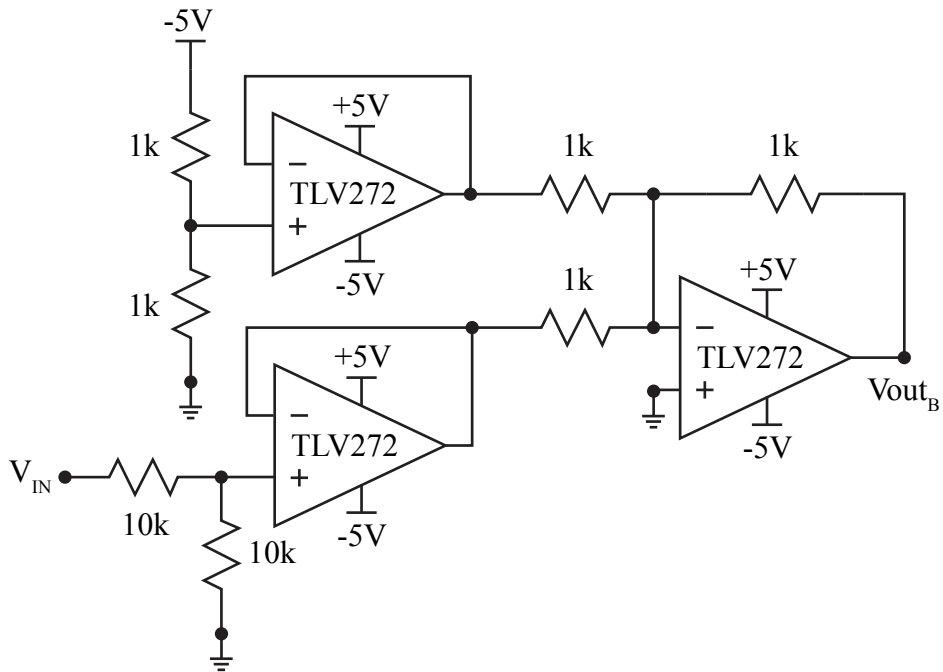 -5V
1k
+5V
TLV272
-5V
1k
1k
1k
1k
+5V
TLV272
-5V
Vout_B
+5V
TLV272
-5V
V_IN
10k
10k